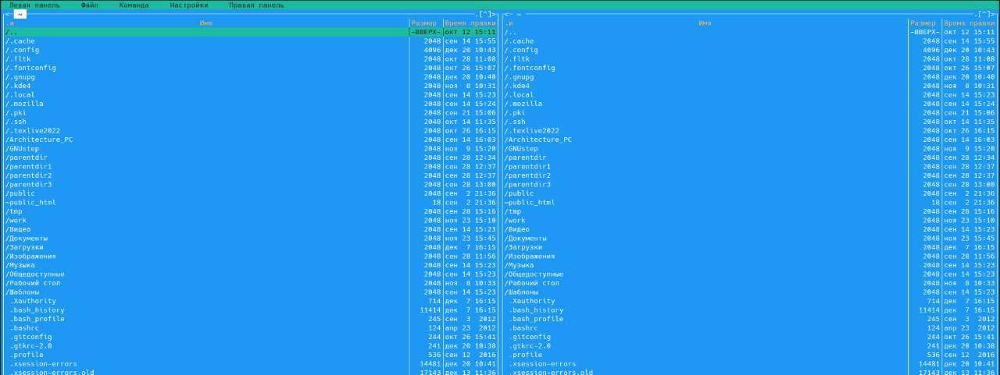 Левая панель Файл Команда Настройки Правая панель
<- ~ .[^]> <- ~ .[^]>
.и Имя Размер Время правки .и Имя Размер Время правки
/.. -ВВЕРХ- окт 12 15:11 /.. -ВВЕРХ- окт 12 15:11
/.cache 2048 сен 14 15:55 /.cache 2048 сен 14 15:55
/.config 4096 дек 20 10:43 /.config 4096 дек 20 10:43
/.fltk 2048 окт 28 11:08 /.fltk 2048 окт 28 11:08
/.fontconfig 2048 окт 26 15:07 /.fontconfig 2048 окт 26 15:07
/.gnupg 2048 дек 20 10:40 /.gnupg 2048 дек 20 10:40
/.kde4 2048 ноя 8 10:31 /.kde4 2048 ноя 8 10:31
/.local 2048 сен 14 15:23 /.local 2048 сен 14 15:23
/.mozilla 2048 сен 14 15:24 /.mozilla 2048 сен 14 15:24
/.pki 2048 сен 21 15:06 /.pki 2048 сен 21 15:06
/.ssh 2048 окт 14 11:35 /.ssh 2048 окт 14 11:35
/.texlive2022 2048 окт 26 16:15 /.texlive2022 2048 окт 26 16:15
/Architecture_PC 2048 сен 14 16:03 /Architecture_PC 2048 сен 14 16:03
/GNUstep 2048 ноя 9 15:20 /GNUstep 2048 ноя 9 15:20
/parentdir 2048 сен 28 12:34 /parentdir 2048 сен 28 12:34
/parentdir1 2048 сен 28 12:37 /parentdir1 2048 сен 28 12:37
/parentdir2 2048 сен 28 12:37 /parentdir2 2048 сен 28 12:37
/parentdir3 2048 сен 28 13:00 /parentdir3 2048 сен 28 13:00
/public 2048 сен 2 21:36 /public 2048 сен 2 21:36
~public_html 18 сен 2 21:36 ~public_html 18 сен 2 21:36
/tmp 2048 сен 28 15:16 /tmp 2048 сен 28 15:16
/work 2048 ноя 23 15:10 /work 2048 ноя 23 15:10
/Видео 2048 сен 14 15:23 /Видео 2048 сен 14 15:23
/Документы 2048 ноя 23 15:45 /Документы 2048 ноя 23 15:45
/Загрузки 2048 дек 7 16:15 /Загрузки 2048 дек 7 16:15
/Изображения 2048 сен 28 11:56 /Изображения 2048 сен 28 11:56
/Музыка 2048 сен 14 15:23 /Музыка 2048 сен 14 15:23
/Общедоступные 2048 сен 14 15:23 /Общедоступные 2048 сен 14 15:23
/Рабочий стол 2048 ноя 8 10:33 /Рабочий стол 2048 ноя 8 10:33
/Шаблоны 2048 сен 14 15:23 /Шаблоны 2048 сен 14 15:23
.Xauthority 714 дек 7 16:15 .Xauthority 714 дек 7 16:15
.bash_history 11414 дек 7 16:15 .bash_history 11414 дек 7 16:15
.bash_profile 245 сен 3 2012 .bash_profile 245 сен 3 2012
.bashrc 124 апр 23 2012 .bashrc 124 апр 23 2012
.gitconfig 244 окт 26 15:41 .gitconfig 244 окт 26 15:41
.gtkrc-2.0 241 дек 20 10:38 .gtkrc-2.0 241 дек 20 10:38
.profile 536 сен 12 2016 .profile 536 сен 12 2016
.xsession-errors 14481 дек 20 10:41 .xsession-errors 14481 дек 20 10:41
.xsession-errors.old 17143 дек 13 11:36 .xsession-errors.old 17143 дек 13 11:36